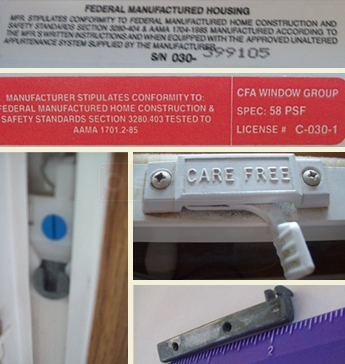 FEDERAL MANUFACTURED HOUSING
MFR. STIPULATES CONFORMITY TO FEDERAL MANUFACTURED HOME CONSTRUCTION AND
SAFETY STANDARDS SECTION 3280-404 & AAMA 1704-1985 MANUFACTURED ACCORDING TO
THE MFR.'S WRITTEN INSTRUCTIONS AND WHEN EQUIPPED WITH THE APPROVED UNALTERED
APPURTENANCE SYSTEM SUPPLIED BY THE MANUFACTURER.
S/N 030- 399105
MANUFACTURER STIPULATES CONFORMITY TO:
FEDERAL MANUFACTURED HOME CONSTRUCTION &
SAFETY STANDARDS SECTION 3280.403 TESTED TO
AAMA 1701.2-85
CFA WINDOW GROUP
SPEC: 58 PSF
LICENSE # C-030-1
CARE FREE
2